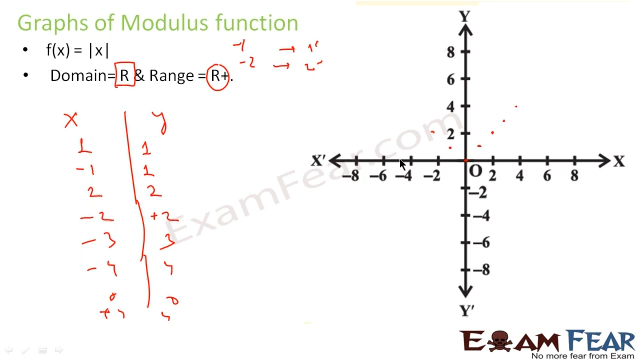 Graphs of Modulus function
• f(x) = |x|
• Domain= R & Range = R+
-1 → 1
-2 → 2
x y
1 1
-1 1
2 2
-2 +2
-3 3
-4 4
0 0
+4 4
Y
8
6
4
2
X′ -8 -6 -4 -2 O 2 4 6 8 X
-2
-4
-6
-8
Y′
ExamFear.com
EXAM FEAR
No more fear from Exam